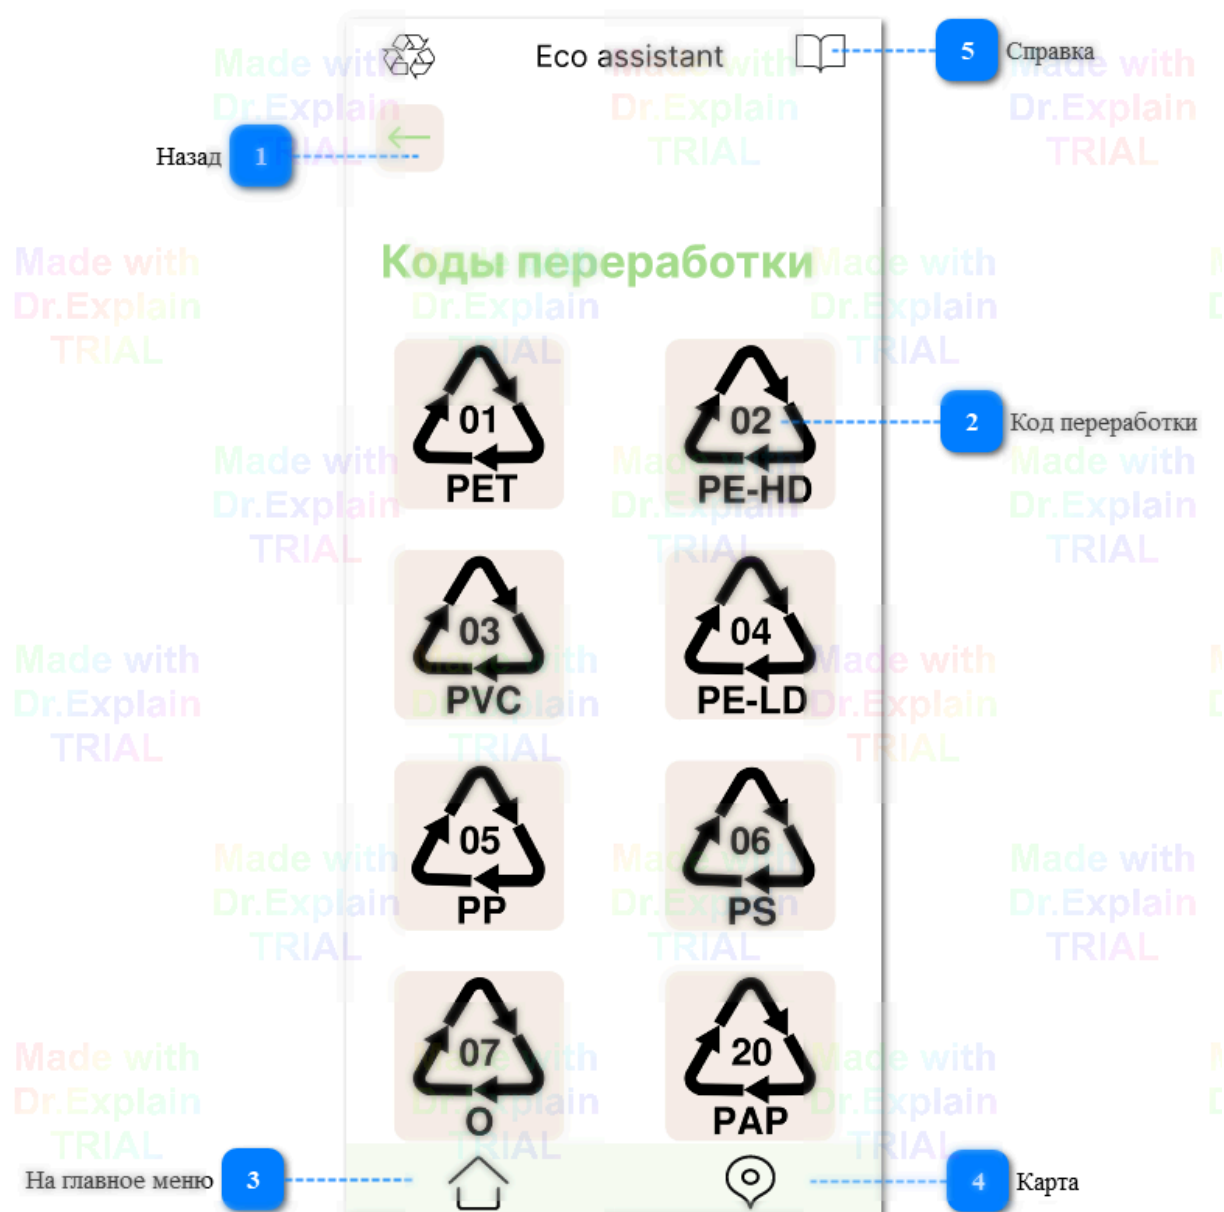 Eco assistant
5 Справка
Назад 1
Коды переработки
01
PET
02
PE-HD
2 Код переработки
03
PVC
04
PE-LD
05
PP
06
PS
07
O
20
PAP
На главное меню 3
4 Карта
Made with
Dr.Explain
TRIAL